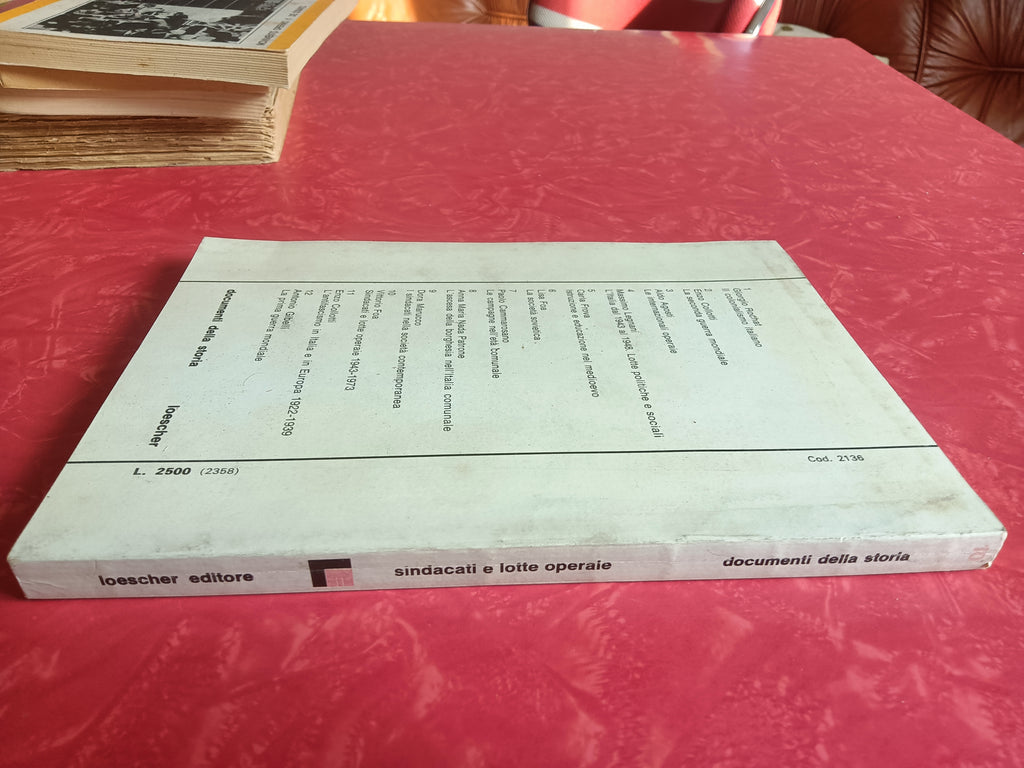 1
Giorgio Rochat
Il colonialismo italiano
2
Enzo Collotti
La seconda guerra mondiale
3
Aldo Agosti
Le internazionali operaie
4
Massimo Legnani
L'Italia dal 1943 al 1948. Lotte politiche e sociali
5
Carla Frova
Istruzione e educazione nel medioevo
6
Lisa Foa
La società sovietica
7
Paolo Cammarosano
Le campagne nell'età comunale
8
Anna Maria Nada Patrone
L'ascesa della borghesia nell'Italia comunale
9
Dora Marucco
I sindacati nella società contemporanea
10
Vittorio Foa
Sindacati e lotte operaie 1943-1973
11
Enzo Collotti
L'antifascismo in Italia e in Europa 1922-1939
12
Antonio Gibelli
La prima guerra mondiale
documenti della storia
loescher
L. 2500 (2358)
Cod. 2136
loescher editore
sindacati e lotte operaie
documenti della storia